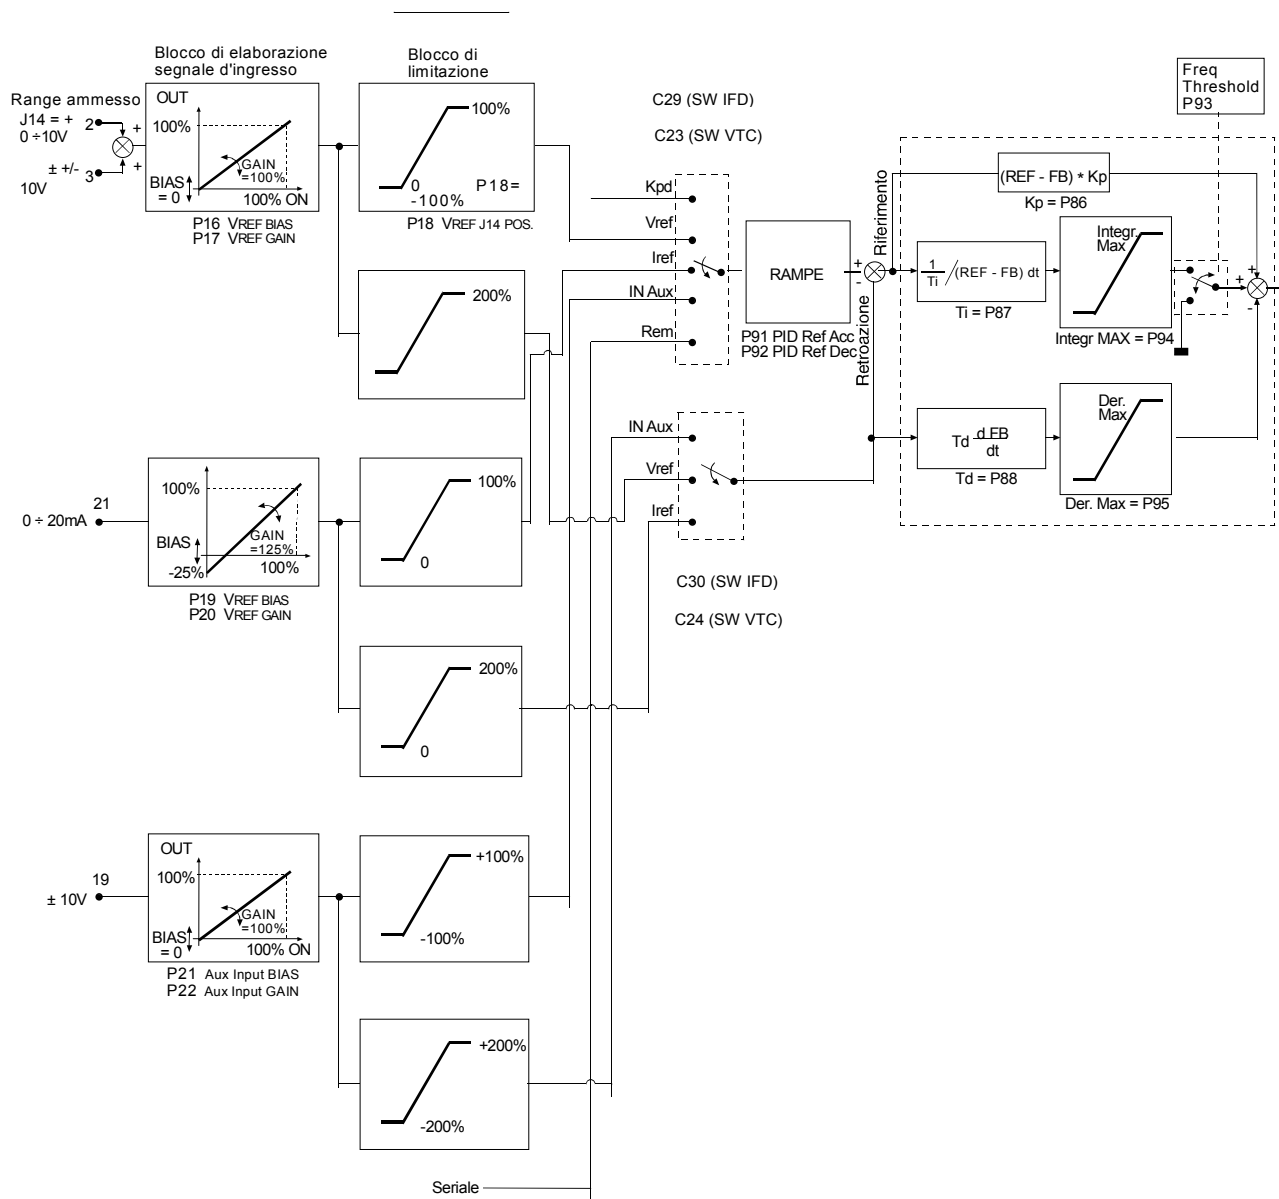 Blocco di elaborazione
segnale d'ingresso
Blocco di
limitazione
Range ammesso
J14 = +
0 ÷10V
2
+
± +/-
10V
3
+
OUT
100%
GAIN
=100%
BIAS
= 0
100% ON
P16 VREF BIAS
P17 VREF GAIN
100%
0
-100%
P18=
P18 VREF J14 POS.
200%
C29 (SW IFD)
C23 (SW VTC)
Kpd
Vref
Iref
IN Aux
Rem
RAMPE
P91 PID Ref Acc
P92 PID Ref Dec
+
-
Riferimento
Retroazione
Freq
Threshold
P93
(REF - FB) * Kp
Kp = P86
1
Ti
/(REF - FB) dt
Ti = P87
Integr.
Max
Integr MAX = P94
+
+
-
Td d FB
dt
Td = P88
Der.
Max
Der. Max = P95
IN Aux
Vref
Iref
C30 (SW IFD)
C24 (SW VTC)
0 ÷ 20mA
21
100%
BIAS
-25%
GAIN
=125%
100%
P19 VREF BIAS
P20 VREF GAIN
100%
0
200%
0
± 10V
19
OUT
100%
GAIN
=100%
BIAS
= 0
100% ON
P21 Aux Input BIAS
P22 Aux Input GAIN
+100%
-100%
+200%
-200%
Seriale